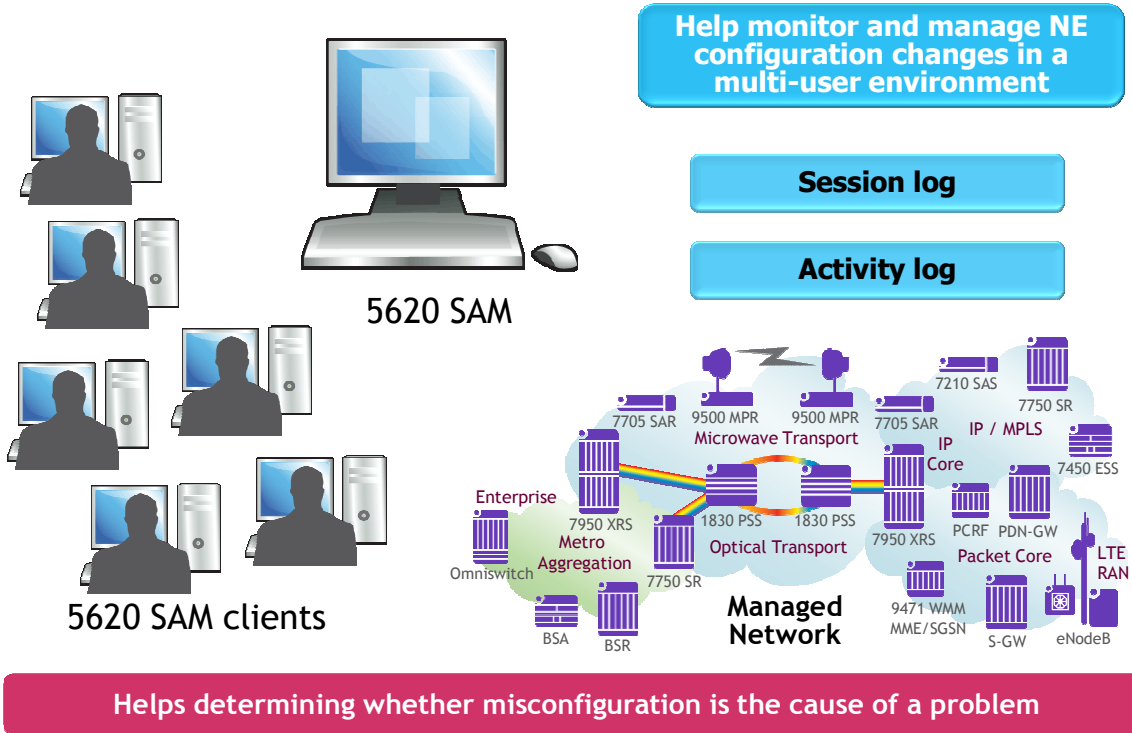 Help monitor and manage NE
configuration changes in a
multi-user environment
Session log
Activity log
5620 SAM
5620 SAM clients
7210 SAS
7750 SR
9500 MPR
9500 MPR
7705 SAR
7705 SAR
Microwave Transport
IP / MPLS
IP
Core
7450 ESS
Enterprise
7950 XRS
1830 PSS
1830 PSS
7950 XRS
PCRF
PDN-GW
Metro
Aggregation
Optical Transport
Packet Core
LTE
RAN
Omniswitch
7750 SR
Managed
Network
9471 WMM
MME/SGSN
BSA
BSR
S-GW
eNodeB
Helps determining whether misconfiguration is the cause of a problem